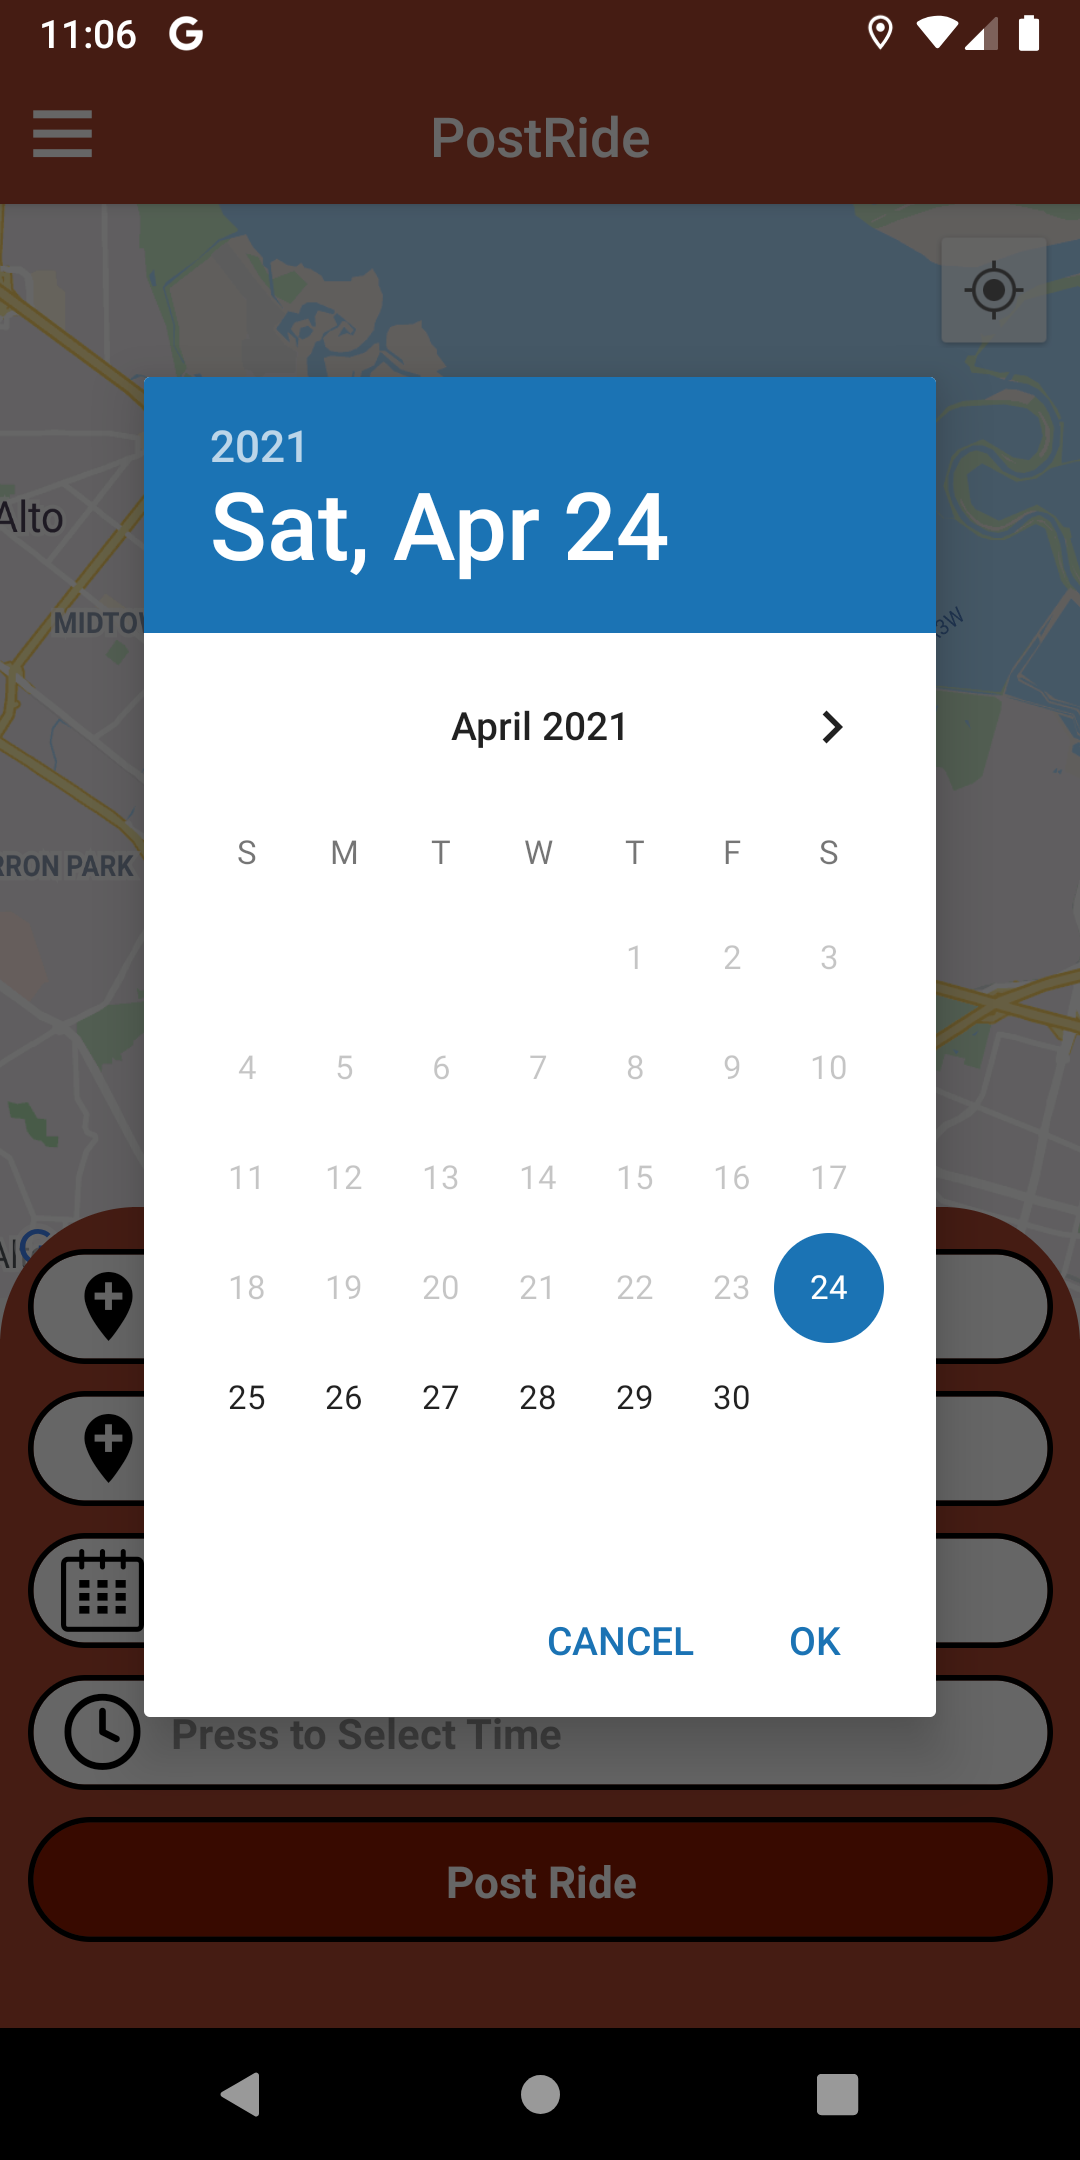 11:06 G
PostRide
2021
Sat, Apr 24
Alto
MIDTOW
RRON PARK
April 2021
S M T W T F S
1 2 3
4 5 6 7 8 9 10
11 12 13 14 15 16 17
18 19 20 21 22 23 24
25 26 27 28 29 30
CANCEL OK
Press to Select Time
Post Ride